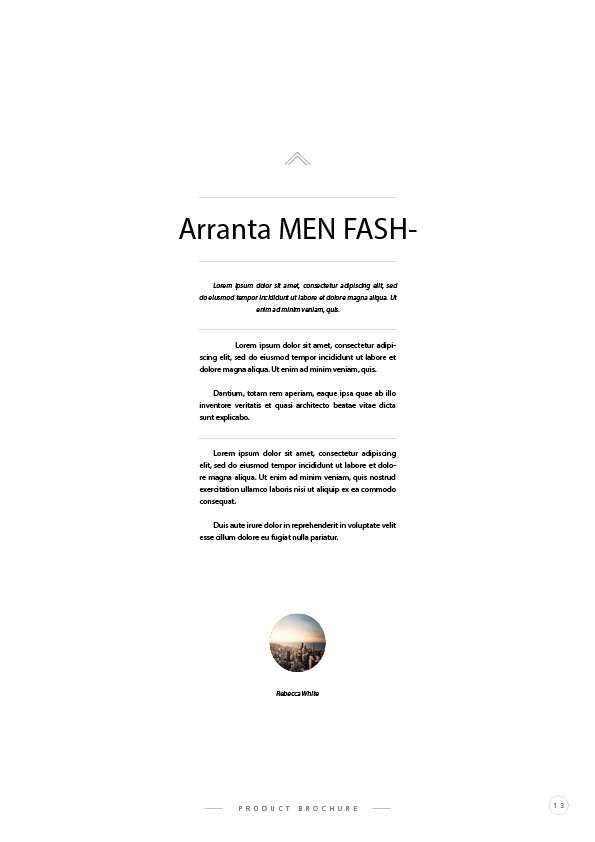 Arranta MEN FASH-
Lorem ipsum dolor sit amet, consectetur adipiscing elit, sed
do eiusmod tempor incididunt ut labore et dolore magna aliqua. Ut
enim ad minim veniam, quis.
Lorem ipsum dolor sit amet, consectetur adipi-
scing elit, sed do eiusmod tempor incididunt ut labore et
dolore magna aliqua. Ut enim ad minim veniam, quis.
Dantium, totam rem aperiam, eaque ipsa quae ab illo
inventore veritatis et quasi architecto beatae vitae dicta
sunt explicabo.
Lorem ipsum dolor sit amet, consectetur adipiscing
elit, sed do eiusmod tempor incididunt ut labore et dolo-
re magna aliqua. Ut enim ad minim veniam, quis nostrud
exercitation ullamco laboris nisi ut aliquip ex ea commodo
consequat.
Duis aute irure dolor in reprehenderit in voluptate velit
esse cillum dolore eu fugiat nulla pariatur.
Rebecca White
PRODUCT BROCHURE
13